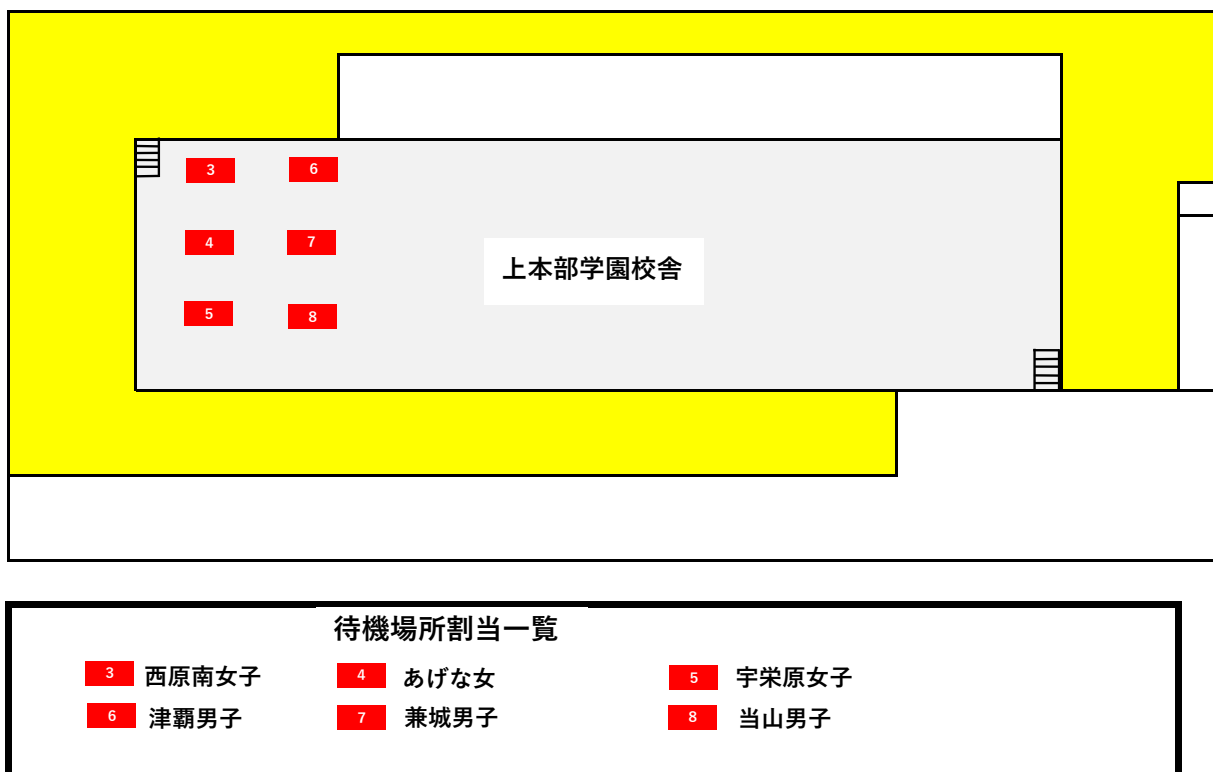 3 6
4 7
上本部学園校舎
5 8
待機場所割当一覧
3 西原南女子 4 あげな女 5 宇栄原女子
6 津覇男子 7 兼城男子 8 当山男子